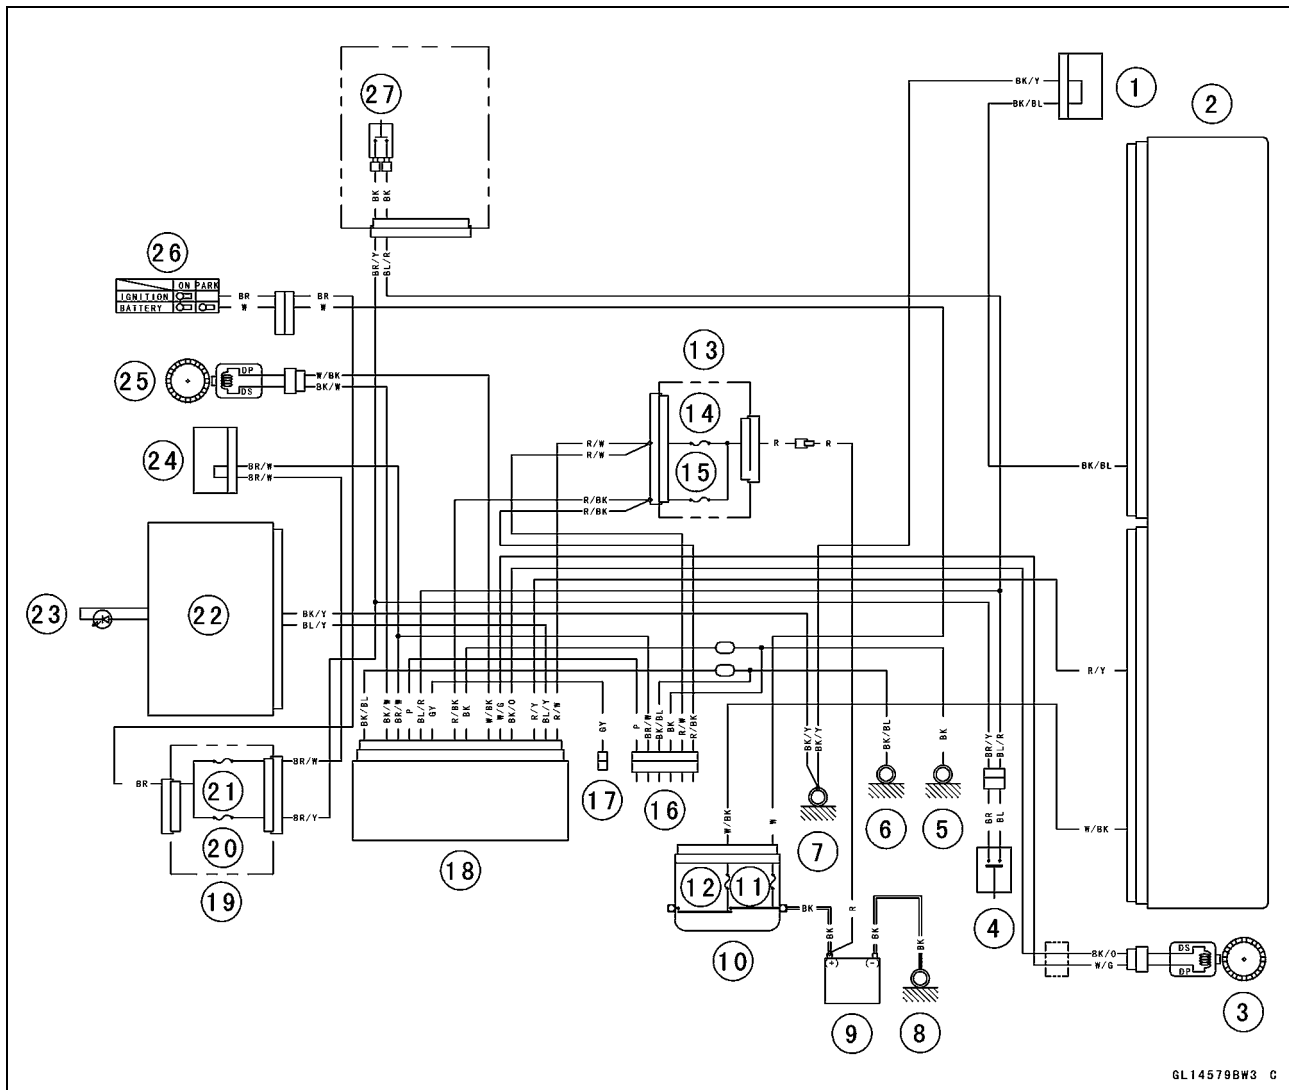 27
BK/Y
1
BK/BL
2
BK BK
26
BR/Y BL/R
ON PARK
IGNITION
BATTERY
BR
W
BR
W
13
25
DP
DS
W/BK
BK/W
14
24
BR/W
BR/W
R/W
R/W
R R
15
BK/BL
R/BK
R/BK
23
22
BK/Y
BL/Y
R/Y
BK/BL BK/W BR/W P BL/R GY R/BK BK W/BK W/G BK/O R/Y BL/Y R/W
GY
P BR/W BK/BL BK R/W R/BK
BK/Y BK/Y
BK/BL
BK
BR/Y BL/R
BR/W
BR
21
17
16
W/BK W
BR/Y
W/BK
20
7
6
5
BR BL
18
12
11
19
BK
R
4
BK BK BK
10
(+) (-)
BK/O
W/G
DS
DP
9
8
3
GL14579BW3 C